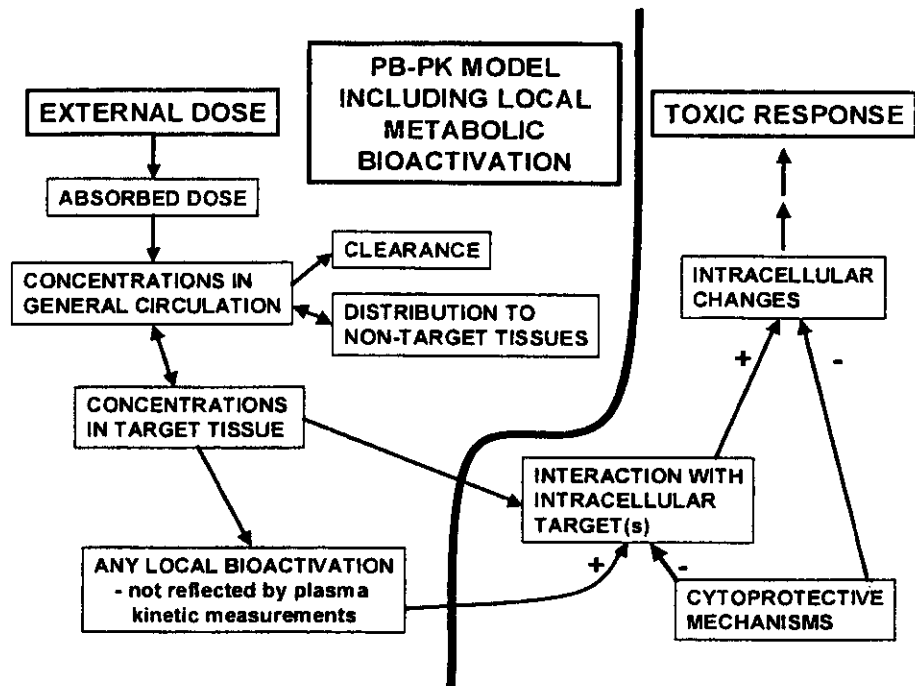 PB-PK MODEL
INCLUDING LOCAL
METABOLIC
BIOACTIVATION
EXTERNAL DOSE
TOXIC RESPONSE
ABSORBED DOSE
CLEARANCE
CONCENTRATIONS IN
GENERAL CIRCULATION
INTRACELLULAR
CHANGES
DISTRIBUTION TO
NON-TARGET TISSUES
+
-
CONCENTRATIONS
IN TARGET TISSUE
INTERACTION WITH
INTRACELLULAR
TARGET(s)
ANY LOCAL BIOACTIVATION
- not reflected by plasma
kinetic measurements
+
-
CYTOPROTECTIVE
MECHANISMS